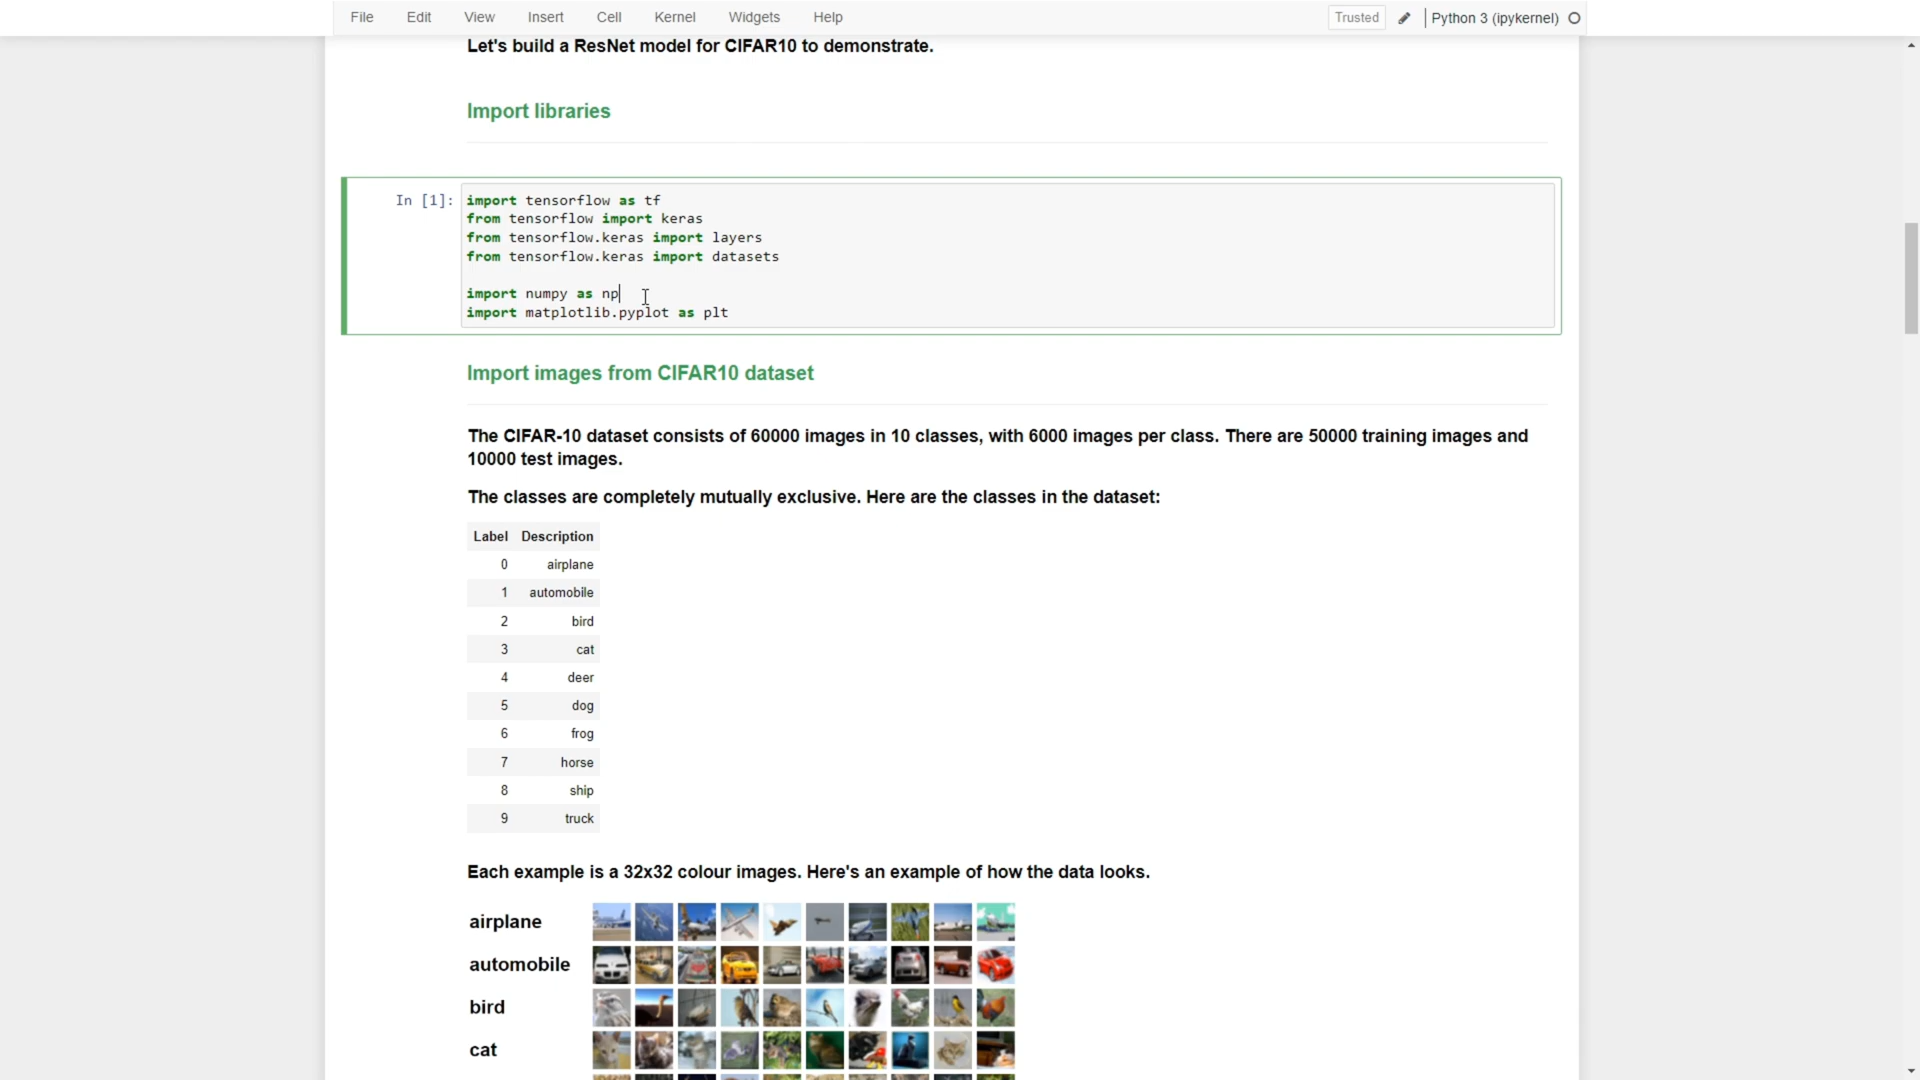 File Edit View Insert Cell Kernel Widgets Help Trusted Python 3 (ipykernel)
Let's build a ResNet model for CIFAR10 to demonstrate.
Import libraries
In [1]:
import tensorflow as tf
from tensorflow import keras
from tensorflow.keras import layers
from tensorflow.keras import datasets
import numpy as np
import matplotlib.pyplot as plt
Import images from CIFAR10 dataset
The CIFAR-10 dataset consists of 60000 images in 10 classes, with 6000 images per class. There are 50000 training images and
10000 test images.
The classes are completely mutually exclusive. Here are the classes in the dataset:
Label Description
0 airplane
1 automobile
2 bird
3 cat
4 deer
5 dog
6 frog
7 horse
8 ship
9 truck
Each example is a 32x32 colour images. Here's an example of how the data looks.
airplane
automobile
bird
cat